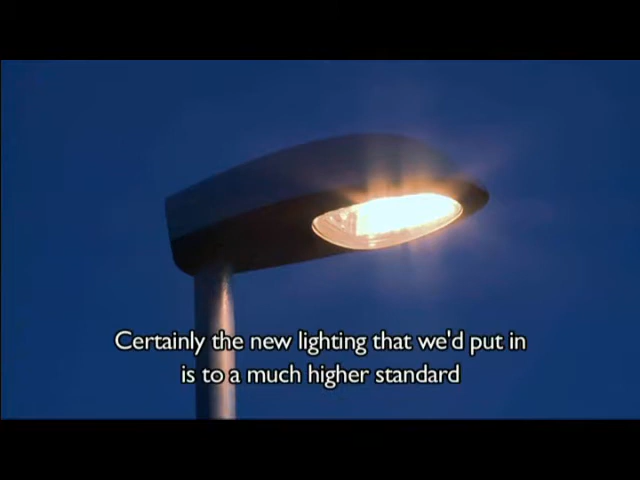 Certainly the new lighting that we'd put in
is to a much higher standard